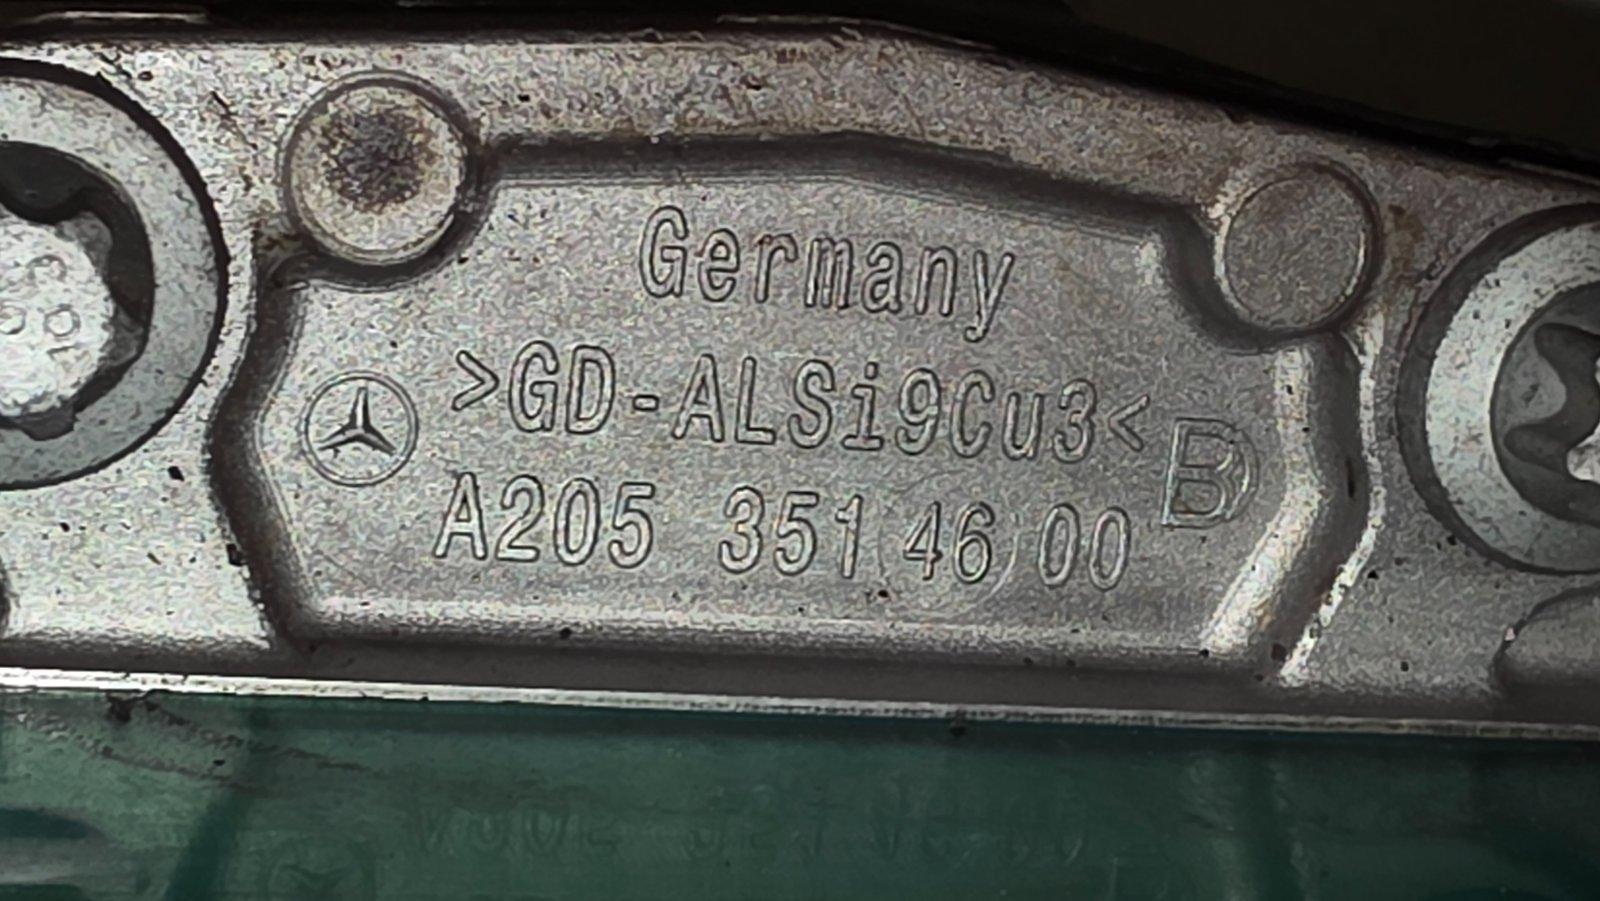 Germany
>GD-ALSi9Cu3<
B
A205 351 46 00